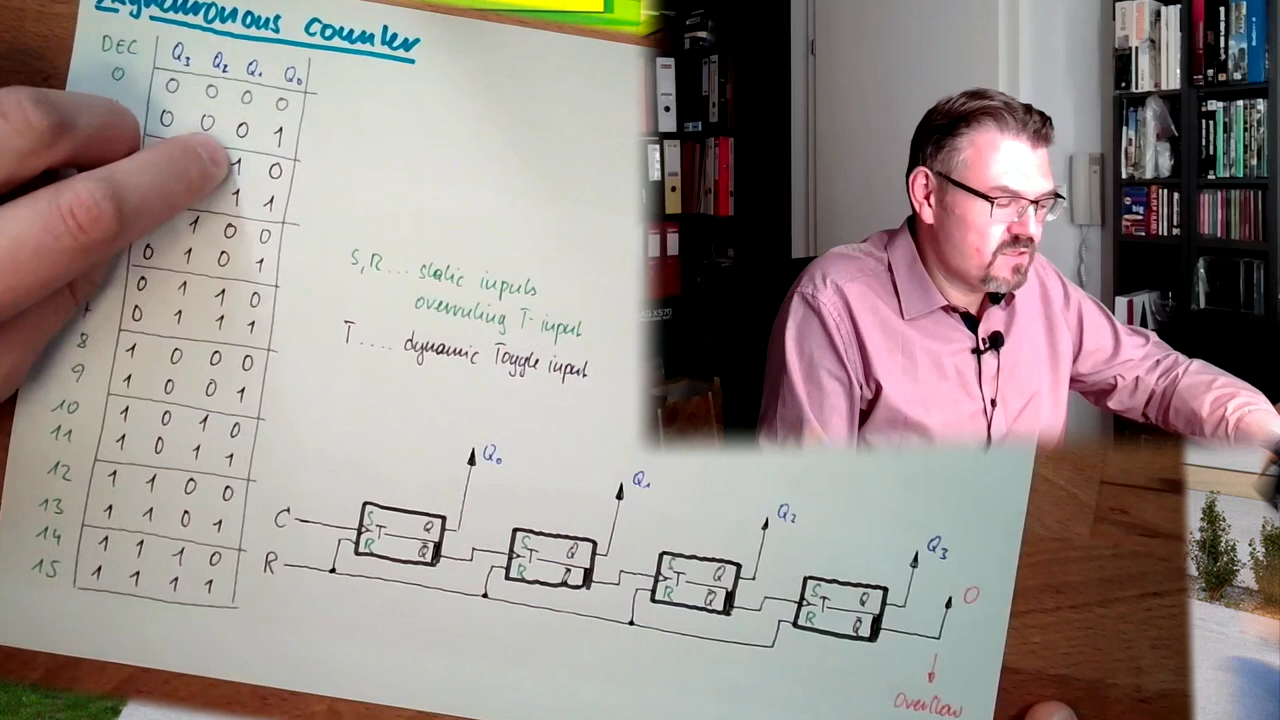 Asynchronous counter
DEC Q₃ Q₂ Q₁ Q₀
0 0 0 0 0
0 0 0 1
1 0
1 1
1 0 0
0 1 0 1
0 1 1 0
0 1 1 1
8 1 0 0 0
9 1 0 0 1
10 1 0 1 0
11 1 0 1 1
12 1 1 0 0
13 1 1 0 1
14 1 1 1 0
15 1 1 1 1
S,R... static inputs
overruling T-input
T.... dynamic Toggle input
Q₀
Q₁
Q₂
Q₃
C
R
S T Q
R Q̅
S T Q
R Q̅
S T Q
R Q̅
S T Q
R Q̅
O
Overflow
big
X570